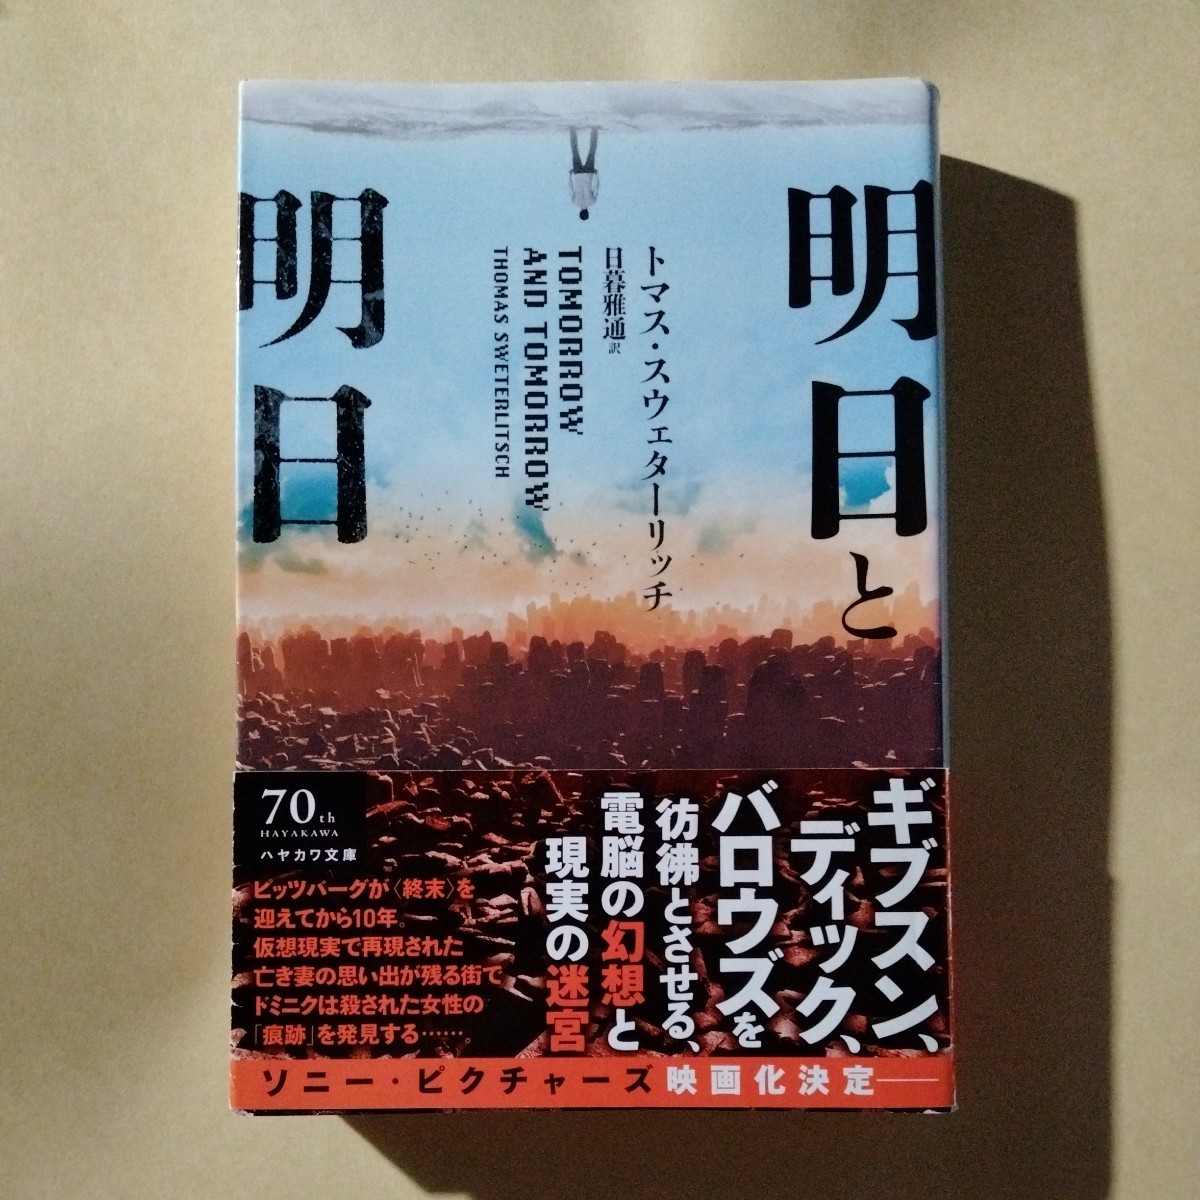 明日と
明日
トマス・スウェターリッチ
日暮雅通 訳
TOMORROW
AND TOMORROW
THOMAS SWETERLITSCH
ギブスン、
ディック、
バロウズを
彷彿とさせる、
電脳の幻想と
現実の迷宮
70th
HAYAKAWA
ハヤカワ文庫
ピッツバーグが〈終末〉を
迎えてから10年。
仮想現実で再現された
亡き妻の思い出が残る街で
ドミニクは殺された女性の
「痕跡」を発見する……。
ソニー・ピクチャーズ映画化決定――